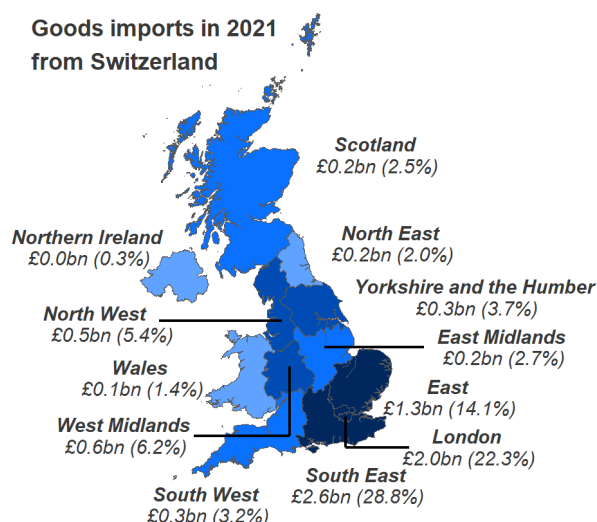 Goods imports in 2021
from Switzerland
Scotland
£0.2bn (2.5%)
Northern Ireland
£0.0bn (0.3%)
North East
£0.2bn (2.0%)
Yorkshire and the Humber
£0.3bn (3.7%)
North West
£0.5bn (5.4%)
East Midlands
£0.2bn (2.7%)
Wales
£0.1bn (1.4%)
East
£1.3bn (14.1%)
West Midlands
£0.6bn (6.2%)
London
£2.0bn (22.3%)
South East
£2.6bn (28.8%)
South West
£0.3bn (3.2%)